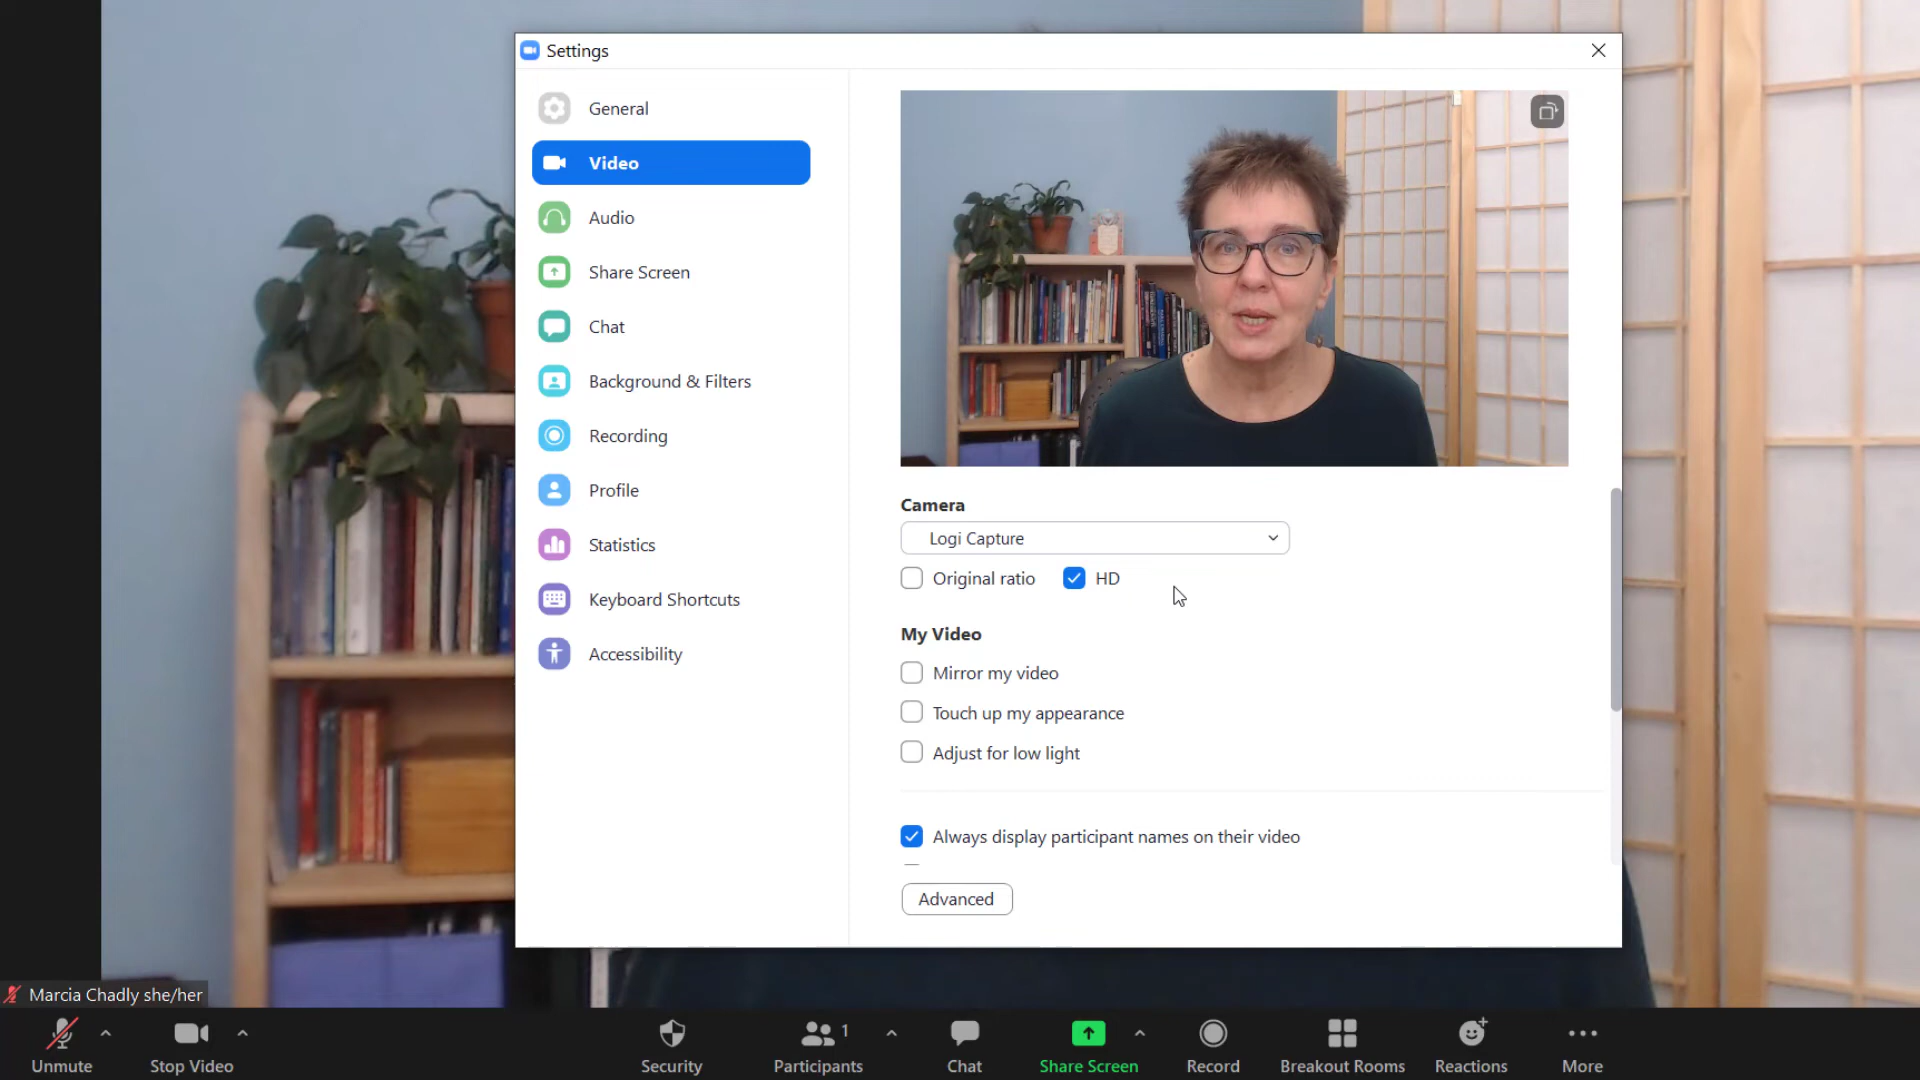 Settings
General
Video
Audio
Share Screen
Chat
Background & Filters
Recording
Profile
Statistics
Keyboard Shortcuts
Accessibility
Camera
Logi Capture
Original ratio HD
My Video
Mirror my video
Touch up my appearance
Adjust for low light
Always display participant names on their video
Advanced
Marcia Chadly she/her
1
Unmute Stop Video Security Participants Chat Share Screen Record Breakout Rooms Reactions More